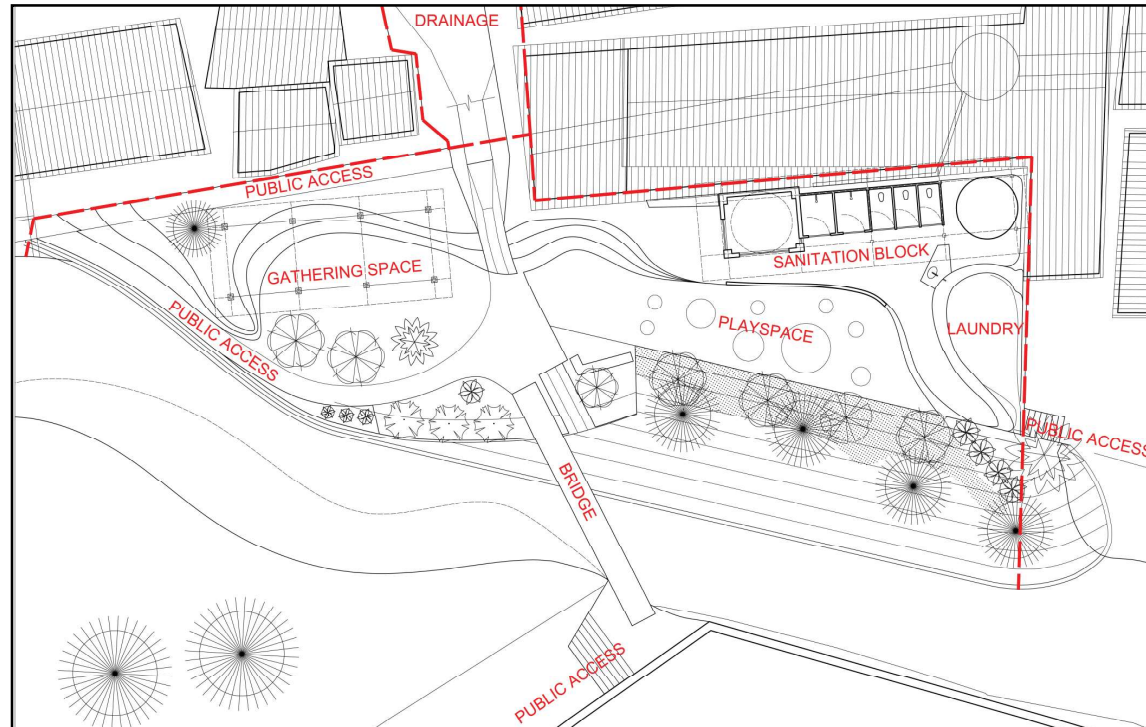 DRAINAGE
PUBLIC ACCESS
GATHERING SPACE
SANITATION BLOCK
PUBLIC ACCESS
PLAYSPACE
LAUNDRY
PUBLIC ACCESS
BRIDGE
PUBLIC ACCESS